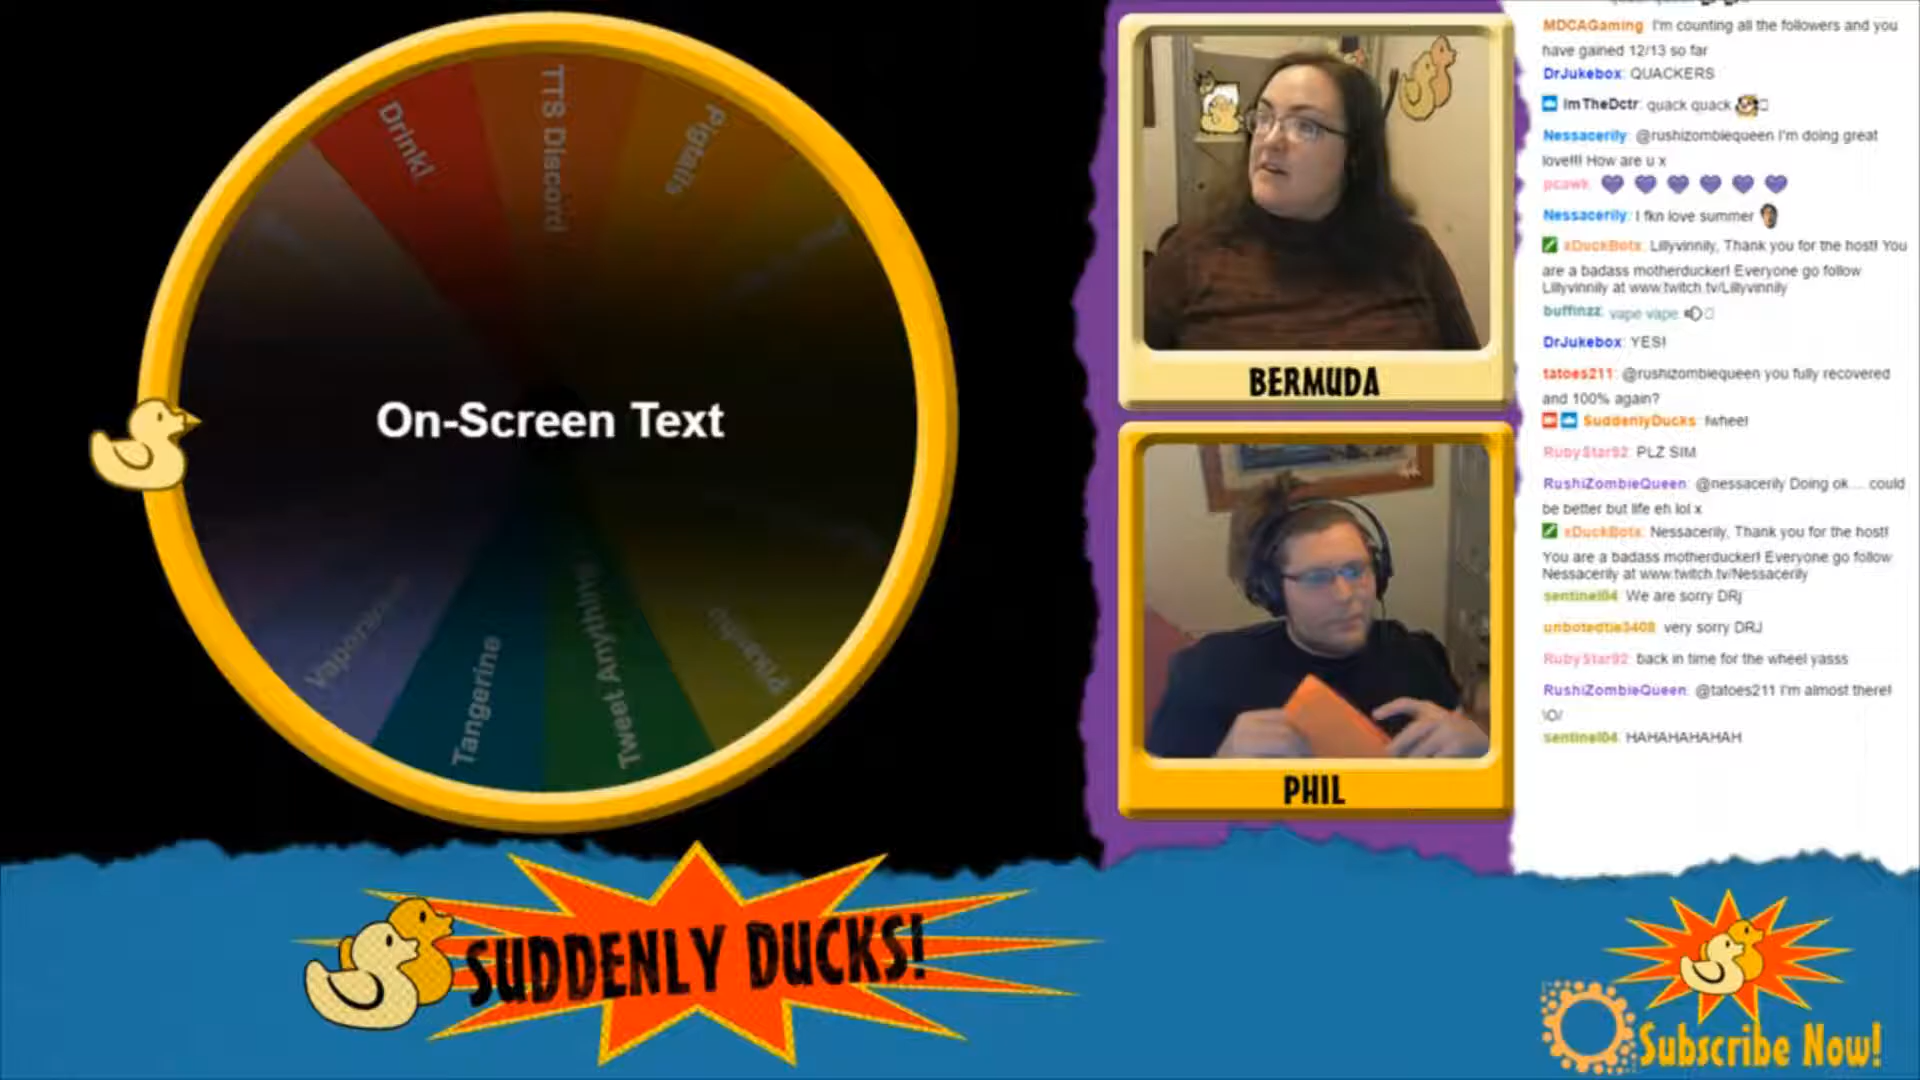 Drink!
TTS Discord
Pigtails
On-Screen Text
Tangerine
Tweet Anything
BERMUDA
PHIL
MDCAGaming: I'm counting all the followers and you
have gained 12/13 so far
DrJukebox: QUACKERS
ImTheDctr: quack quack
Nessacerily: @rushizombiequeen I'm doing great
love!!! How are u x
pcawk:
Nessacerily: I fkn love summer
xDuckBotx: Lillyvinnily, Thank you for the host! You
are a badass motherducker! Everyone go follow
Lillyvinnily at www.twitch.tv/Lillyvinnily
buffinzz: vape vape
DrJukebox: YES!
tatoes211: @rushizombiequeen you fully recovered
and 100% again?
SuddenlyDucks: !wheel
RubyStar92: PLZ SIM
RushiZombieQueen: @nessacerily Doing ok.... could
be better but life eh lol x
xDuckBotx: Nessacerily, Thank you for the host!
You are a badass motherducker! Everyone go follow
Nessacerily at www.twitch.tv/Nessacerily
sentinel04: We are sorry DRj
unbotedtie3408: very sorry DRJ
RubyStar92: back in time for the wheel yasss
RushiZombieQueen: @tatoes211 I'm almost there!
\O/
sentinel04: HAHAHAHAHAH
SUDDENLY DUCKS!
Subscribe Now!